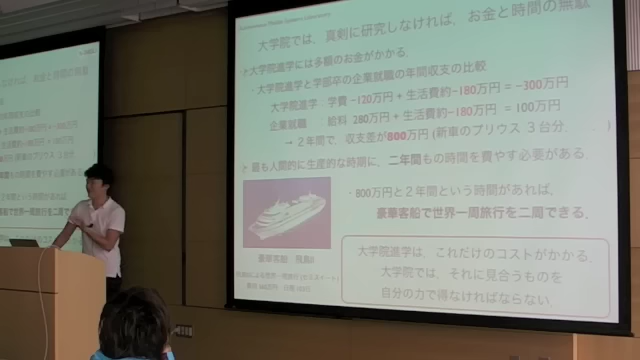 大学院では，真剣に研究しなければ，お金と時間の無駄
大学院進学には多額のお金がかかる．
・大学院進学と学部卒の企業就職の年間収支の比較
大学院進学 学費 −120万円 + 生活費約−180万円 = −300万円
企業就職 給料 280万円 + 生活費約−180万円 = 100万円
→ 2年間で，収支差が800万円 (新車のプリウス 3台分． )
最も人間的に生産的な時期に，二年間もの時間を費やす必要がある．
・800万円と2年間という時間があれば，
豪華客船で世界一周旅行を二周できる．
豪華客船 飛鳥II
大学院進学は，これだけのコストがかかる．
大学院では，それに見合うものを
自分の力で得なければならない．